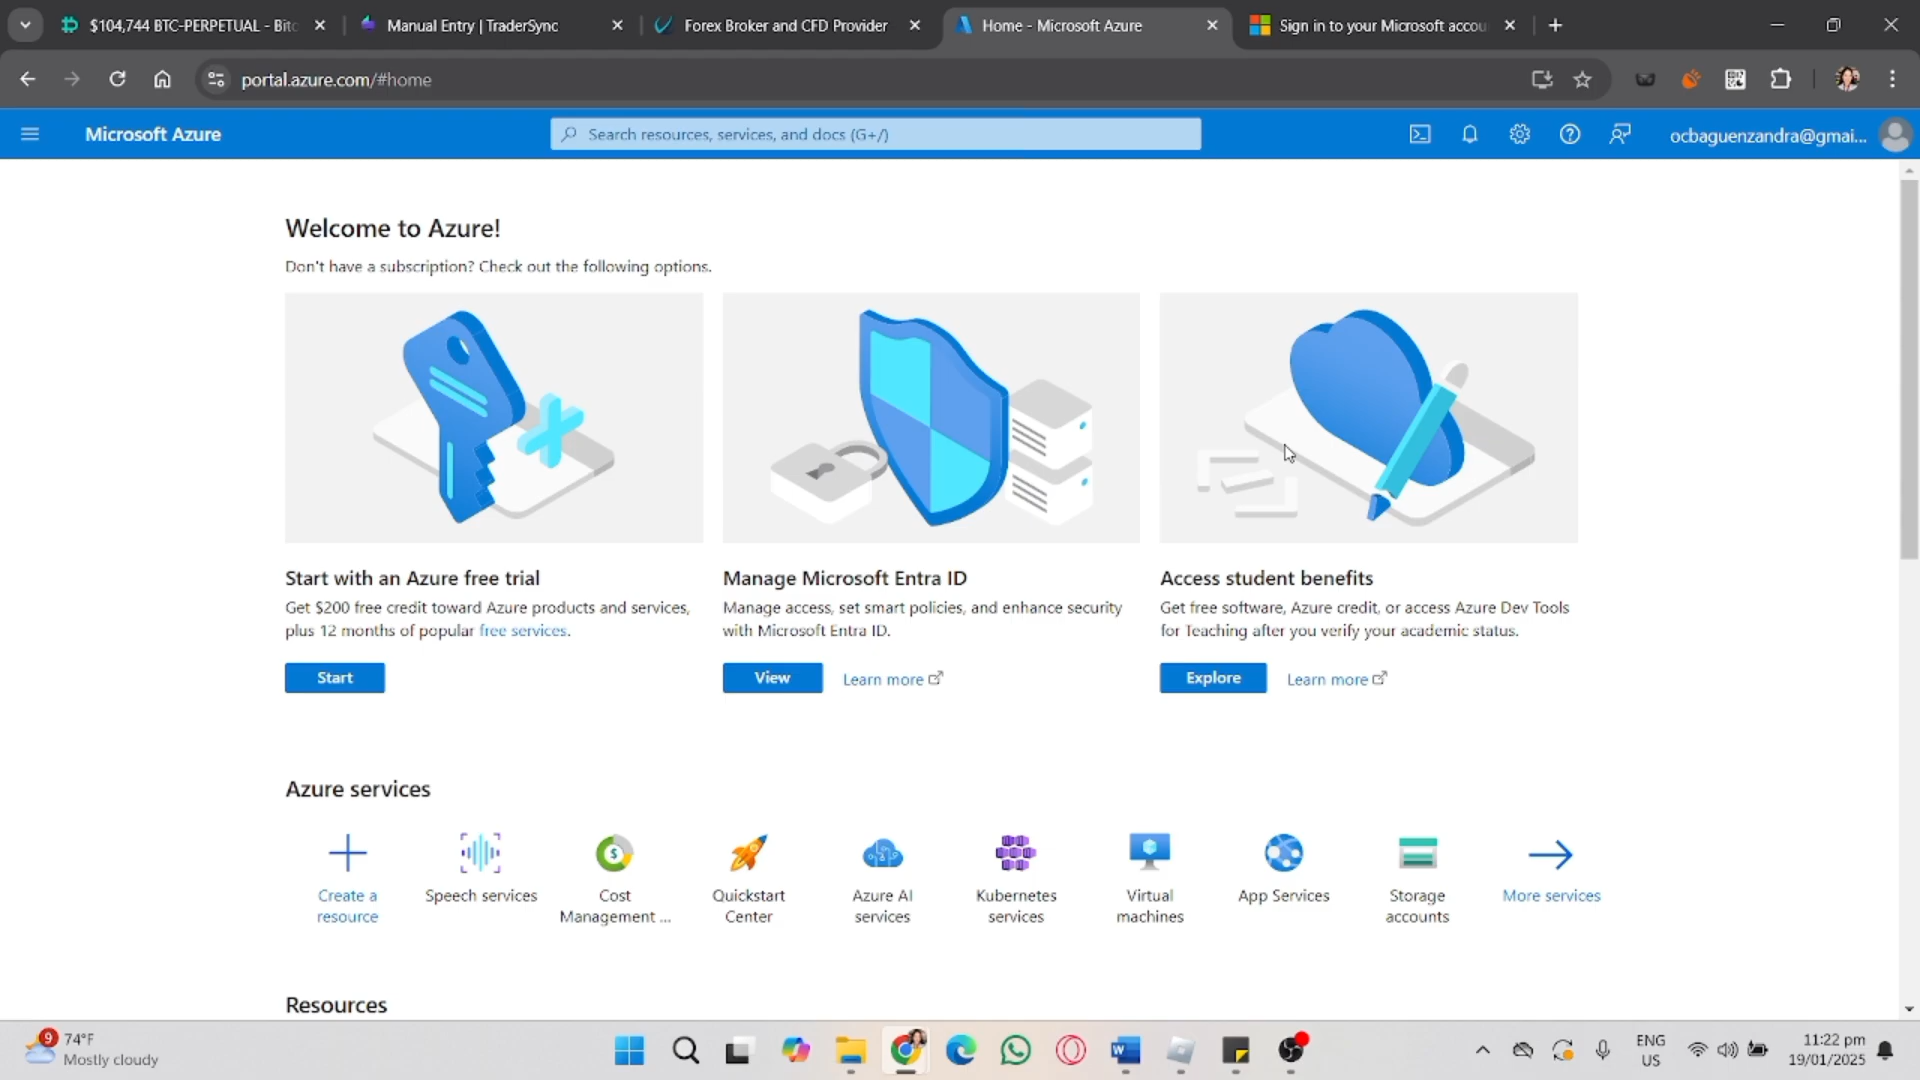 $104,744 BTC-PERPETUAL - Bitc
Manual Entry | TraderSync
Forex Broker and CFD Provider
Home - Microsoft Azure
Sign in to your Microsoft accou
portal.azure.com/#home
Microsoft Azure
Search resources, services, and docs (G+/)
ocbaguenzandra@gmai...
Welcome to Azure!
Don't have a subscription? Check out the following options.
Start with an Azure free trial
Get $200 free credit toward Azure products and services,
plus 12 months of popular free services.
Start
Manage Microsoft Entra ID
Manage access, set smart policies, and enhance security
with Microsoft Entra ID.
View
Learn more
Access student benefits
Get free software, Azure credit, or access Azure Dev Tools
for Teaching after you verify your academic status.
Explore
Learn more
Azure services
Create a
resource
Speech services
Cost
Management ...
Quickstart
Center
Azure AI
services
Kubernetes
services
Virtual
machines
App Services
Storage
accounts
More services
Resources
9
74°F
Mostly cloudy
ENG
US
11:22 pm
19/01/2025